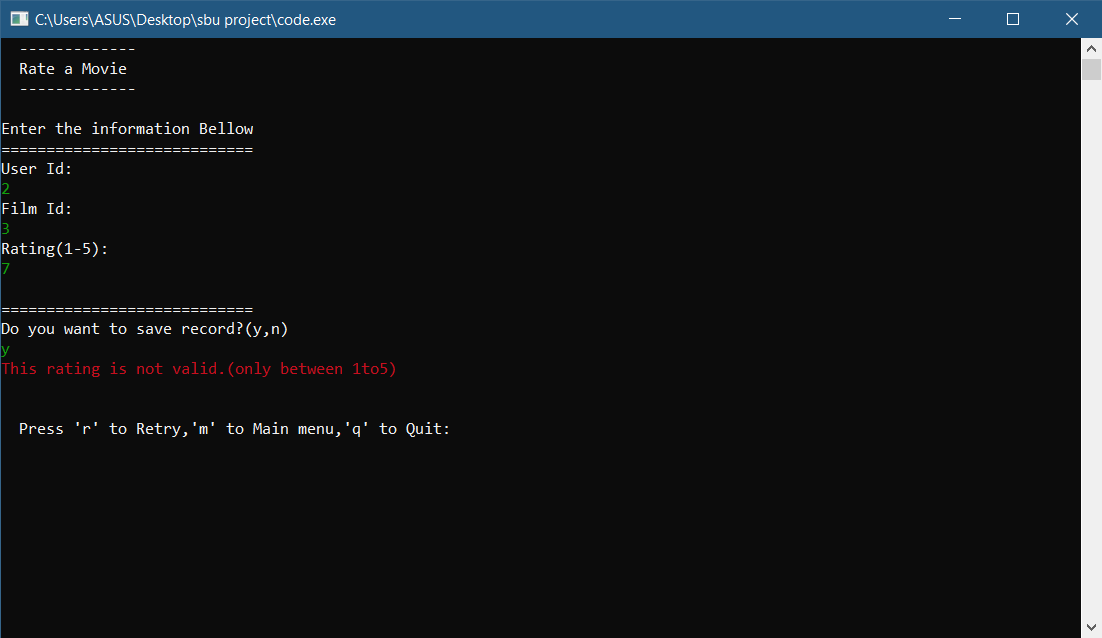 C:\Users\ASUS\Desktop\sbu project\code.exe
-------------
Rate a Movie
-------------
Enter the information Bellow
============================
User Id:
2
Film Id:
3
Rating(1-5):
7
============================
Do you want to save record?(y,n)
y
This rating is not valid.(only between 1to5)
Press 'r' to Retry,'m' to Main menu,'q' to Quit: